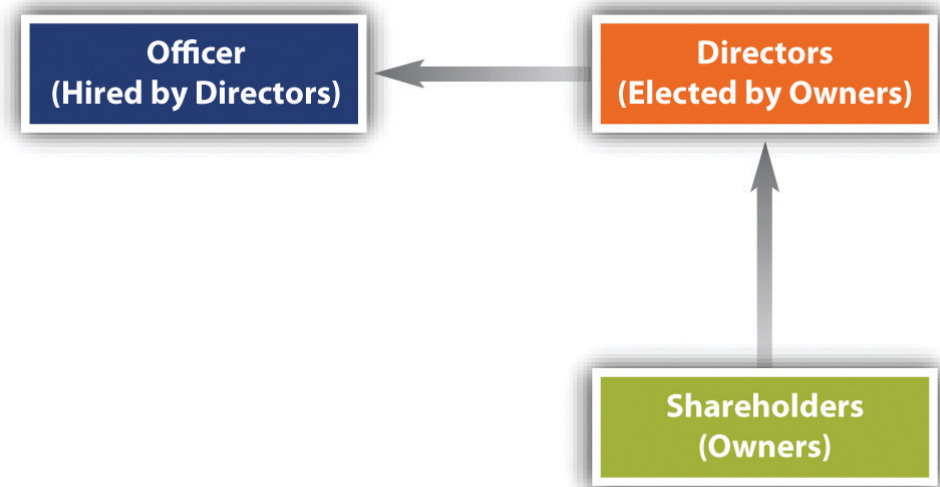 Officer
(Hired by Directors)
Directors
(Elected by Owners)
Shareholders
(Owners)